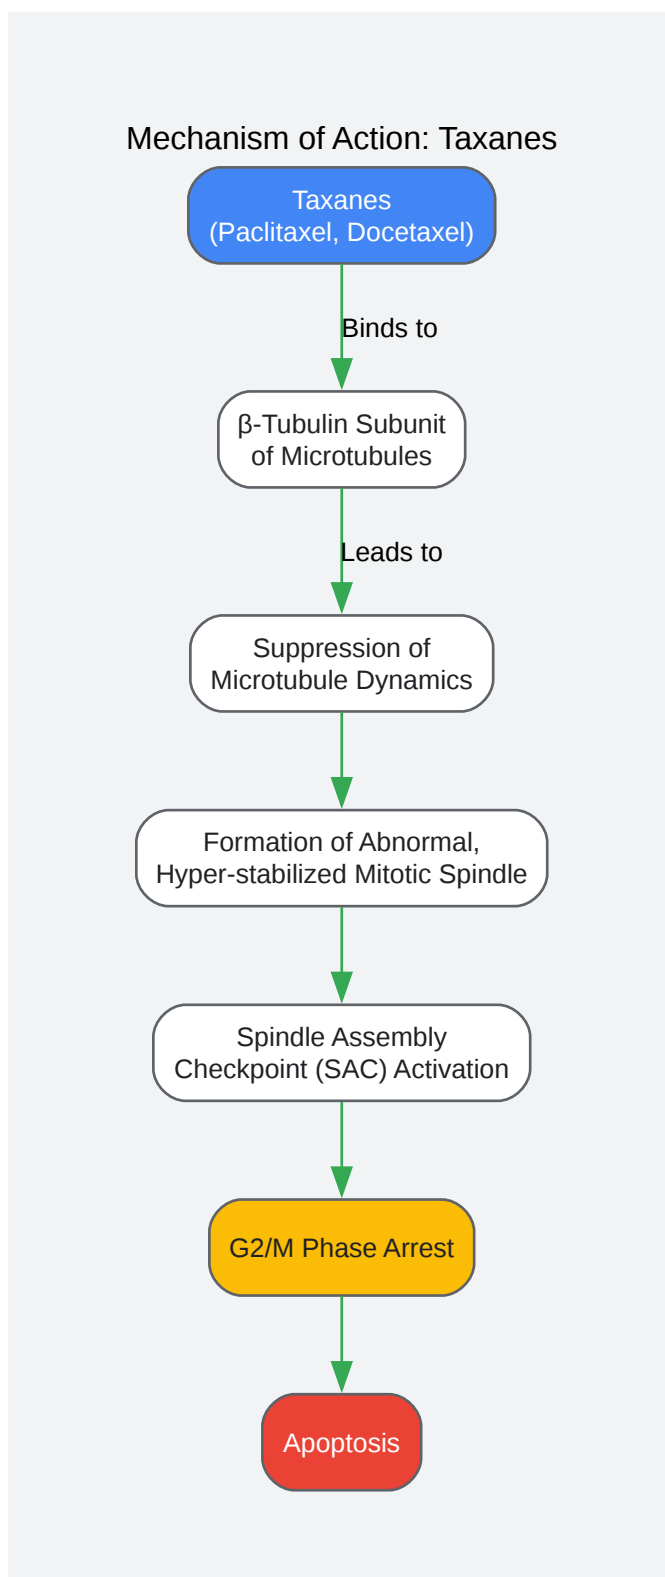 Mechanism of Action: Taxanes
Taxanes
(Paclitaxel, Docetaxel)
Binds to
β-Tubulin Subunit
of Microtubules
Leads to
Suppression of
Microtubule Dynamics
Formation of Abnormal,
Hyper-stabilized Mitotic Spindle
Spindle Assembly
Checkpoint (SAC) Activation
G2/M Phase Arrest
Apoptosis